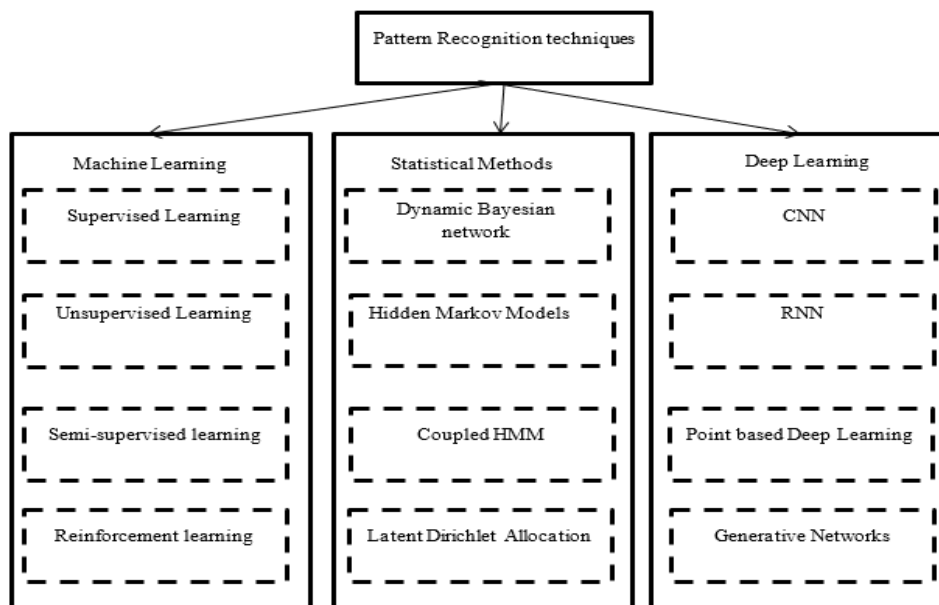 Pattern Recognition techniques
Machine Learning
Supervised Learning
Unsupervised Learning
Semi-supervised learning
Reinforcement learning
Statistical Methods
Dynamic Bayesian
network
Hidden Markov Models
Coupled HMM
Latent Dirichlet Allocation
Deep Learning
CNN
RNN
Point based Deep Learning
Generative Networks